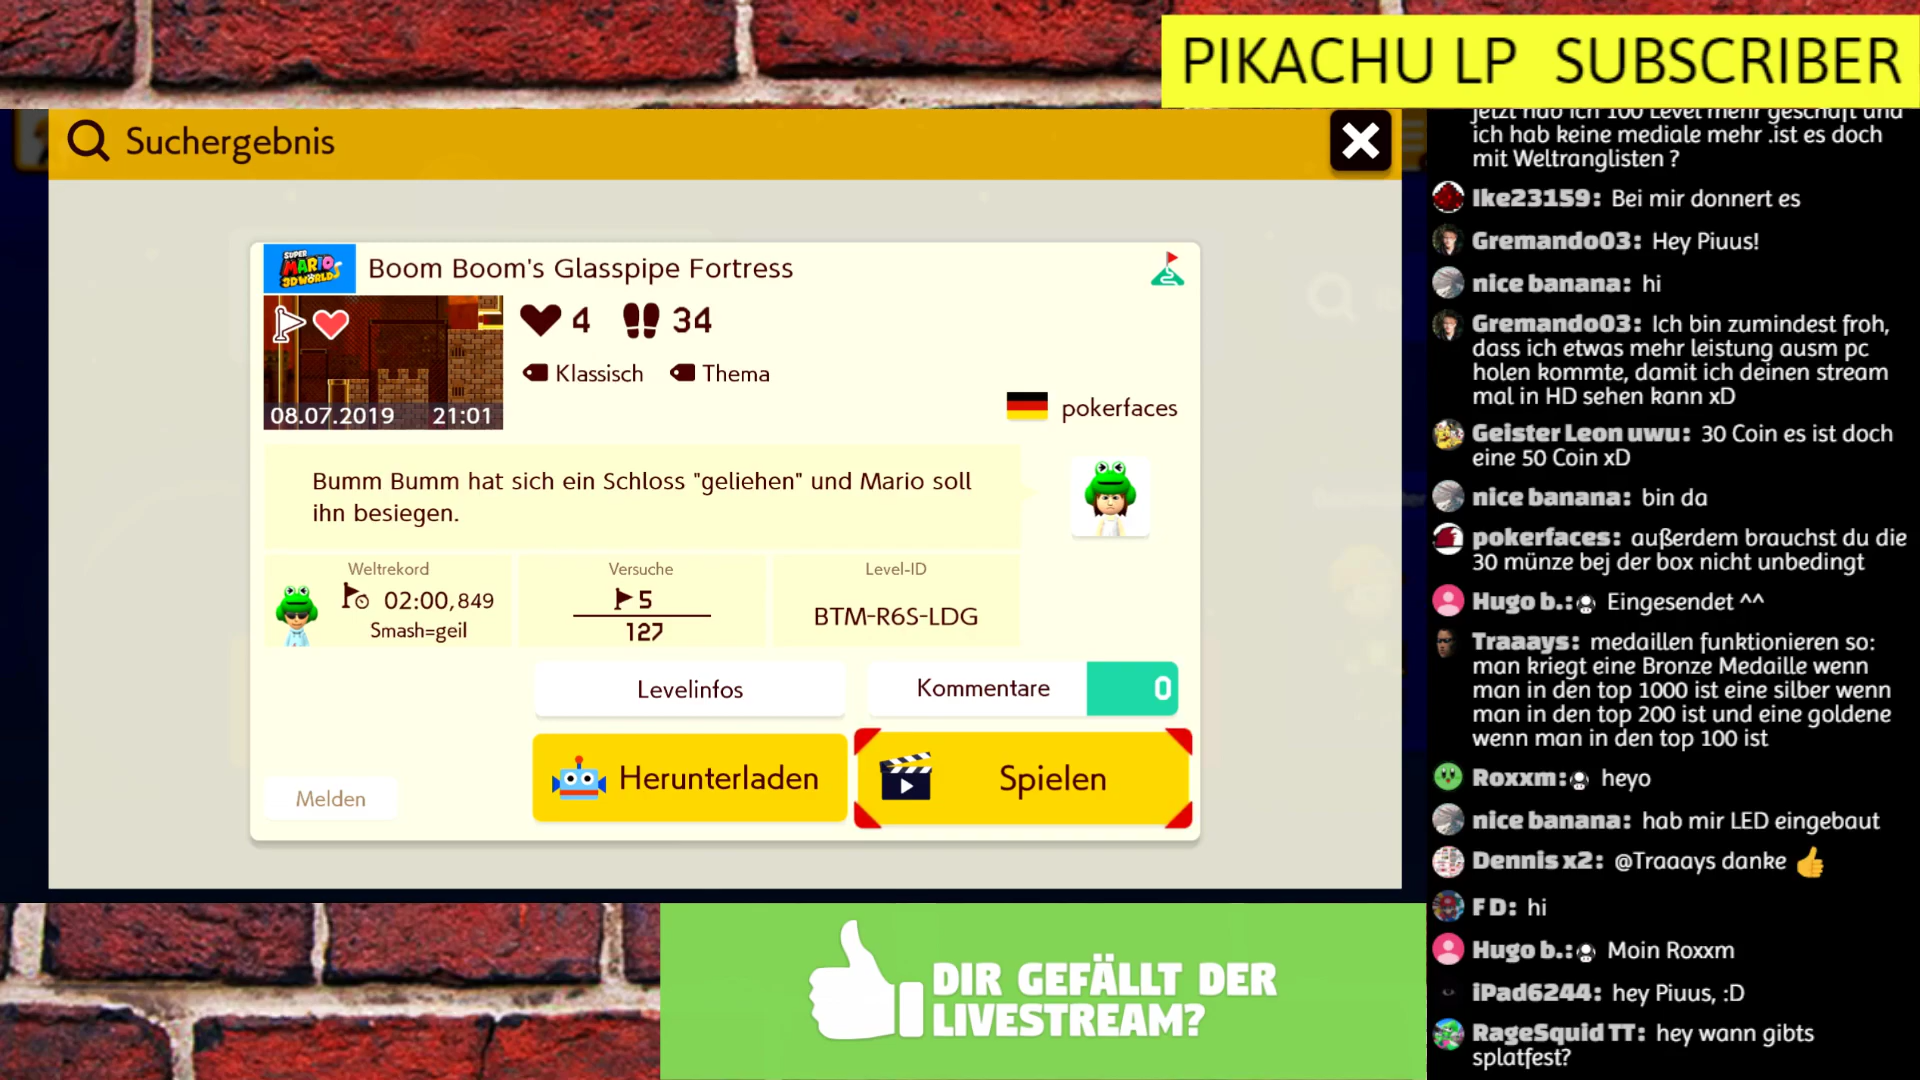 PIKACHU LP SUBSCRIBER
Suchergebnis
SUPER
MARIO
3D WORLD
Boom Boom's Glasspipe Fortress
4 34
Klassisch Thema
08.07.2019 21:01
pokerfaces
Bumm Bumm hat sich ein Schloss "geliehen" und Mario soll
ihn besiegen.
Weltrekord
02:00,849
Smash=geil
Versuche
5
127
Level-ID
BTM-R6S-LDG
Levelinfos
Kommentare 0
Melden
Herunterladen
Spielen
DIR GEFÄLLT DER
LIVESTREAM?
jetzt hab ich 100 Level mehr geschaft und
ich hab keine mediale mehr .ist es doch
mit Weltranglisten ?
Ike23159: Bei mir donnert es
Gremando03: Hey Piuus!
nice banana: hi
Gremando03: Ich bin zumindest froh,
dass ich etwas mehr leistung ausm pc
holen kommte, damit ich deinen stream
mal in HD sehen kann xD
Geister Leon uwu: 30 Coin es ist doch
eine 50 Coin xD
nice banana: bin da
pokerfaces: außerdem brauchst du die
30 münze bej der box nicht unbedingt
Hugo b.: Eingesendet ^^
Traaays: medaillen funktionieren so:
man kriegt eine Bronze Medaille wenn
man in den top 1000 ist eine silber wenn
man in den top 200 ist und eine goldene
wenn man in den top 100 ist
Roxxm: heyo
nice banana: hab mir LED eingebaut
Dennis x2: @Traaays danke 👍
F D: hi
Hugo b.: Moin Roxxm
iPad6244: hey Piuus, :D
RageSquid TT: hey wann gibts
splatfest?